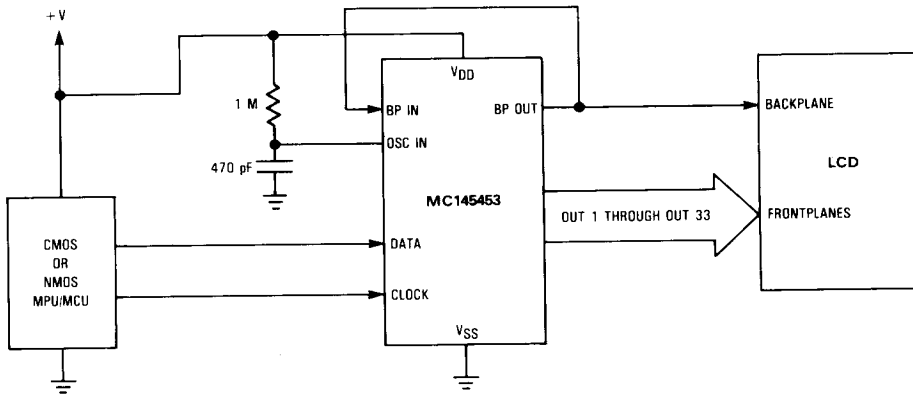 +V
VDD
1 M
BP IN
BP OUT
BACKPLANE
OSC IN
470 pF
LCD
MC145453
OUT 1 THROUGH OUT 33
FRONTPLANES
CMOS
OR
NMOS
MPU/MCU
DATA
CLOCK
VSS